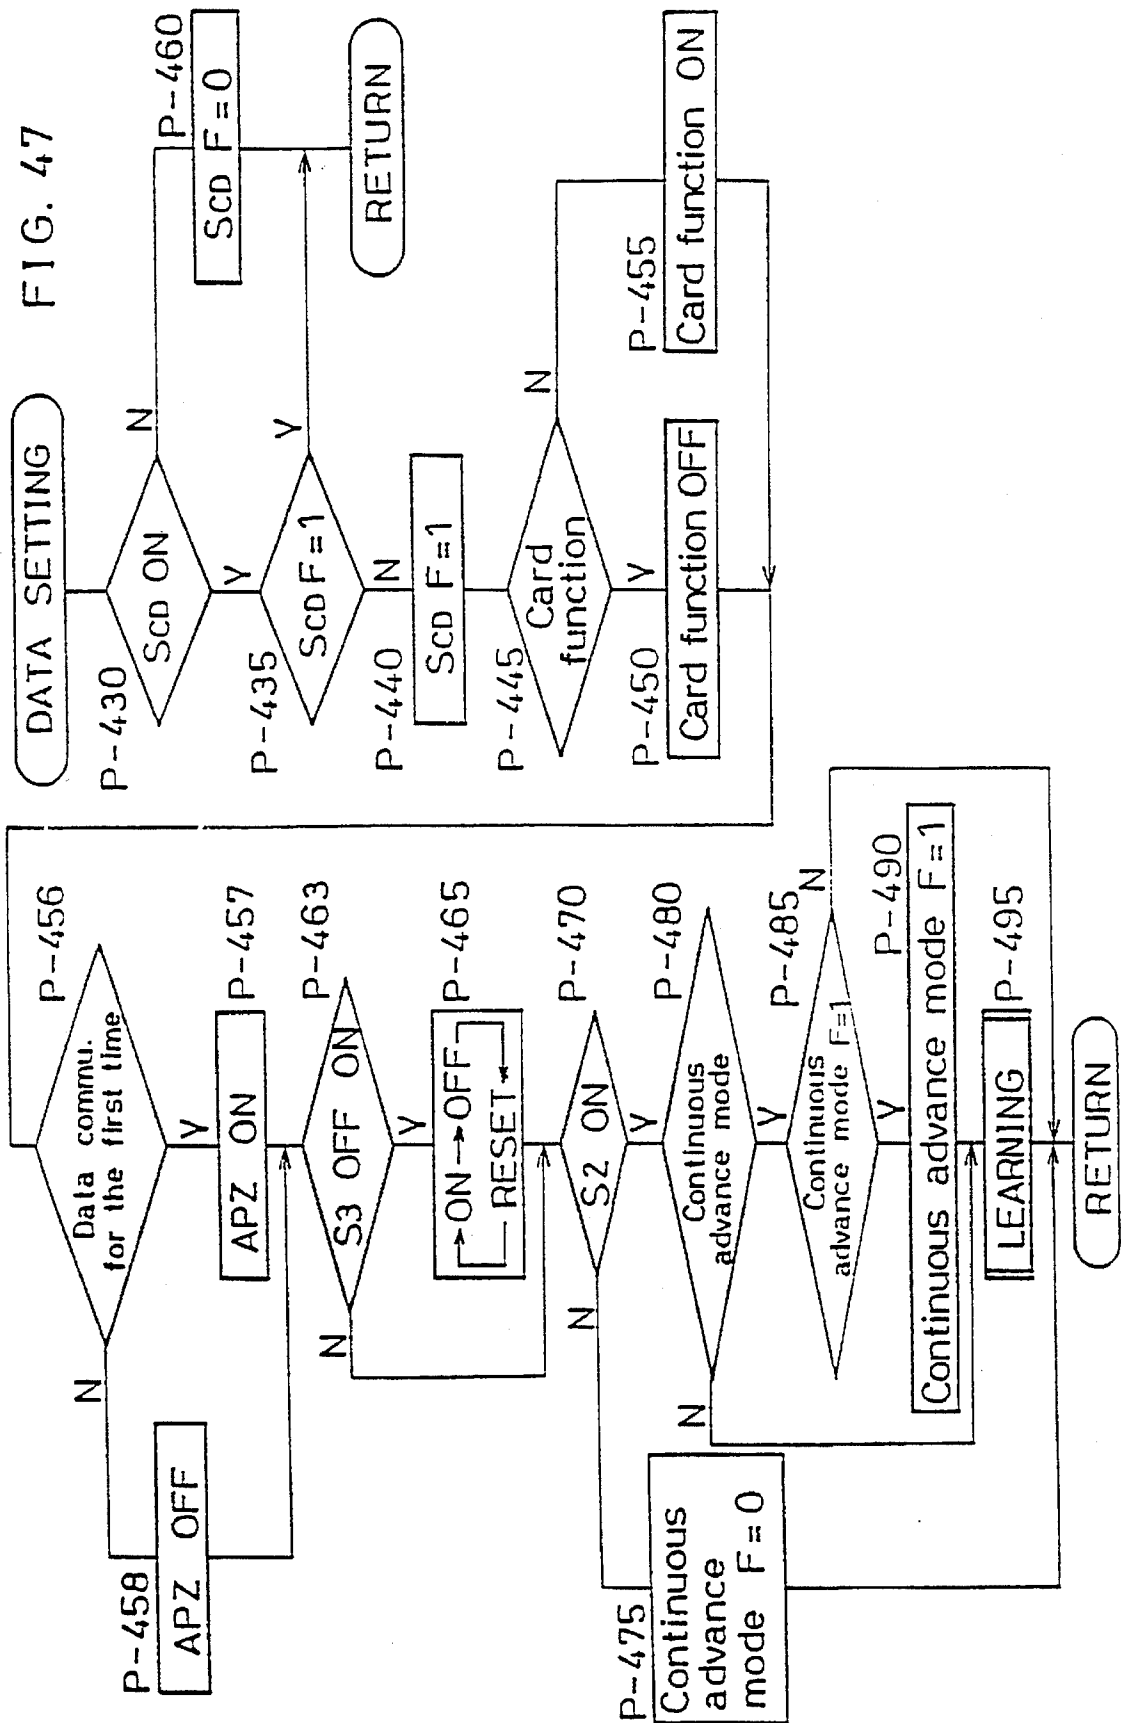 FIG. 47
DATA SETTING
P-430
SCD ON
N
Y
P-460
SCD F=0
P-435
SCD F=1
Y
N
RETURN
P-440
SCD F=1
P-445
Card
function
N
Y
P-450
Card function OFF
P-455
Card function ON
P-456
Data commu.
for the first time
N
Y
P-458
APZ OFF
P-457
APZ ON
P-463
S3 OFF ON
N
Y
P-465
ON→OFF
RESET
P-470
S2 ON
N
Y
P-475
Continuous
advance
mode F=0
P-480
Continuous
advance mode
N
Y
P-485
Continuous
advance mode F=1
N
Y
P-490
Continuous advance mode F=1
P-495
LEARNING
RETURN